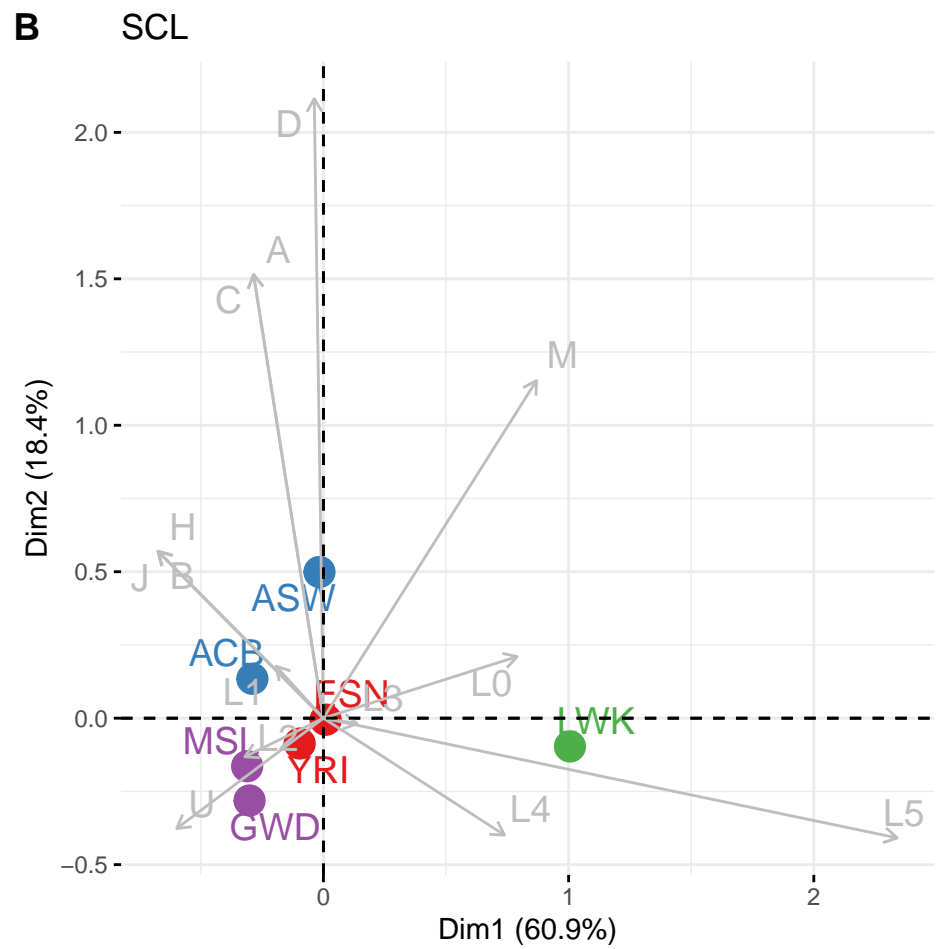 B SCL
D
2.0
A
1.5
C
M
1.0
Dim2 (18.4%)
H
J B
0.5
ASW
ACB
L1
ESN
L3
L0
0.0
LWK
MSL
L2
YRI
U
GWD
L4
L5
−0.5
0 1 2
Dim1 (60.9%)